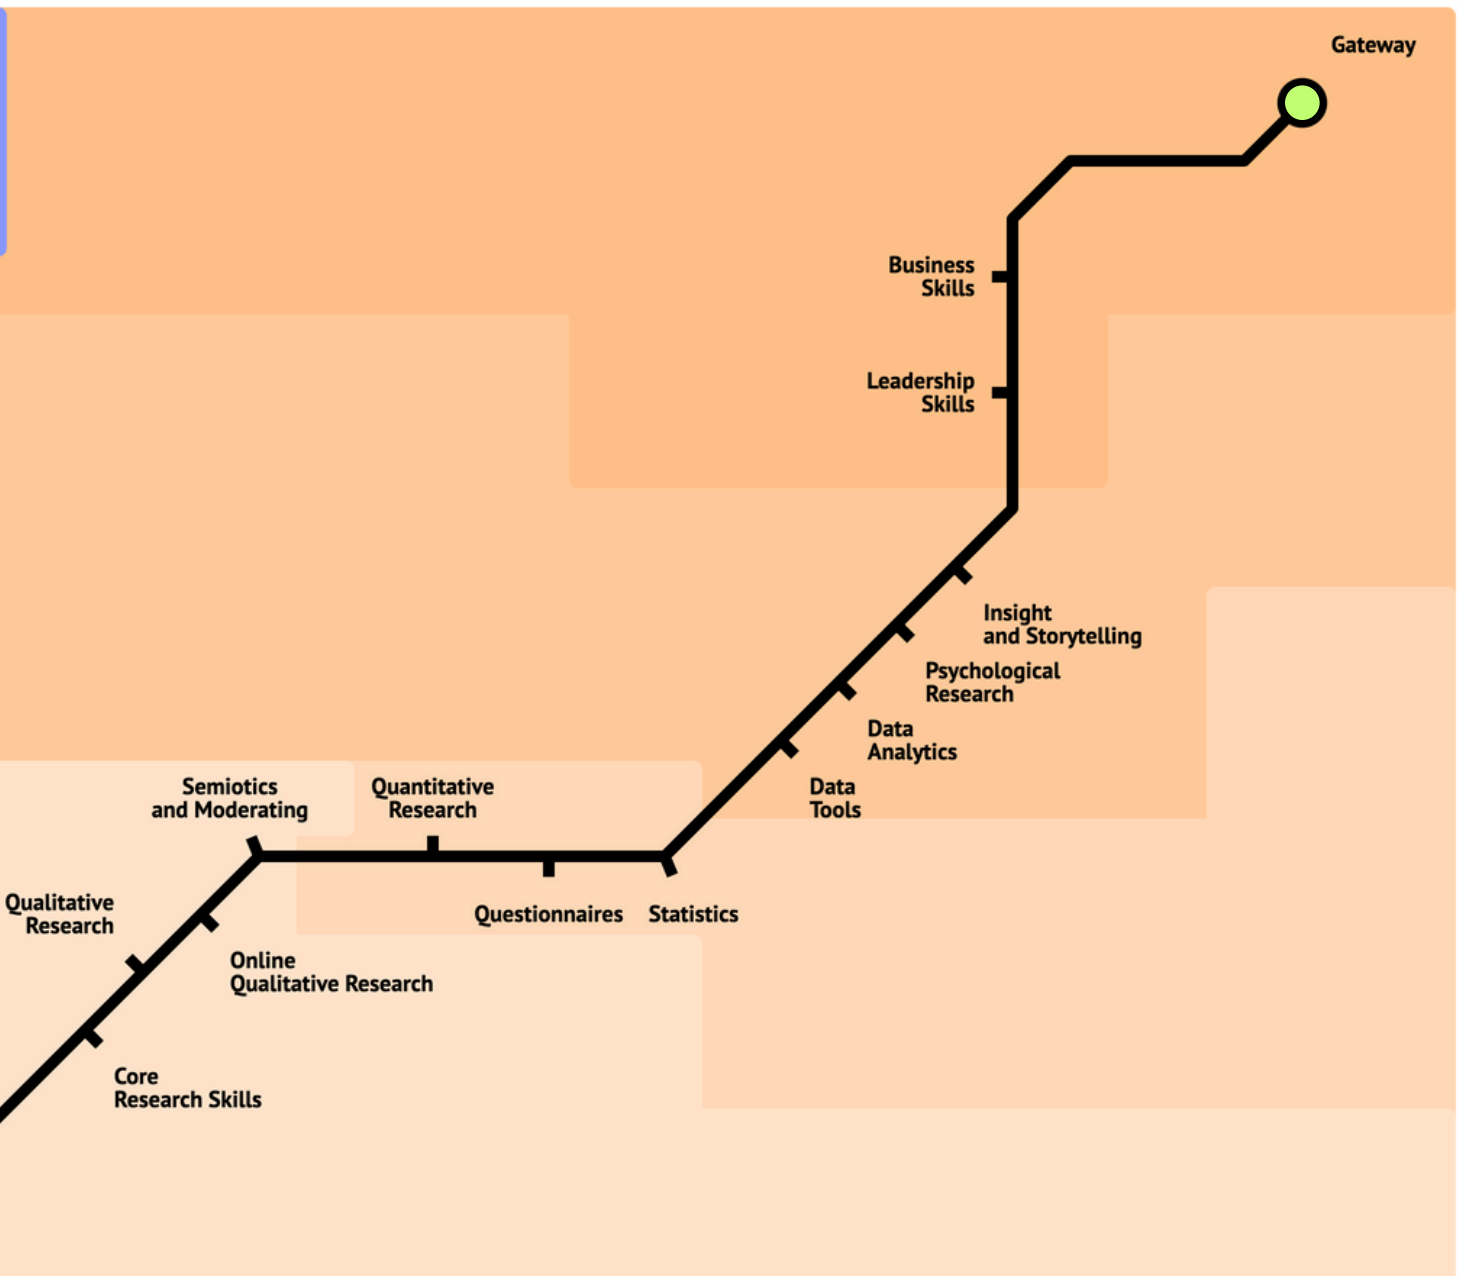 Gateway
Business
Skills
Leadership
Skills
Insight
and Storytelling
Psychological
Research
Data
Analytics
Data
Tools
Semiotics
and Moderating
Quantitative
Research
Qualitative
Research
Questionnaires
Statistics
Online
Qualitative Research
Core
Research Skills